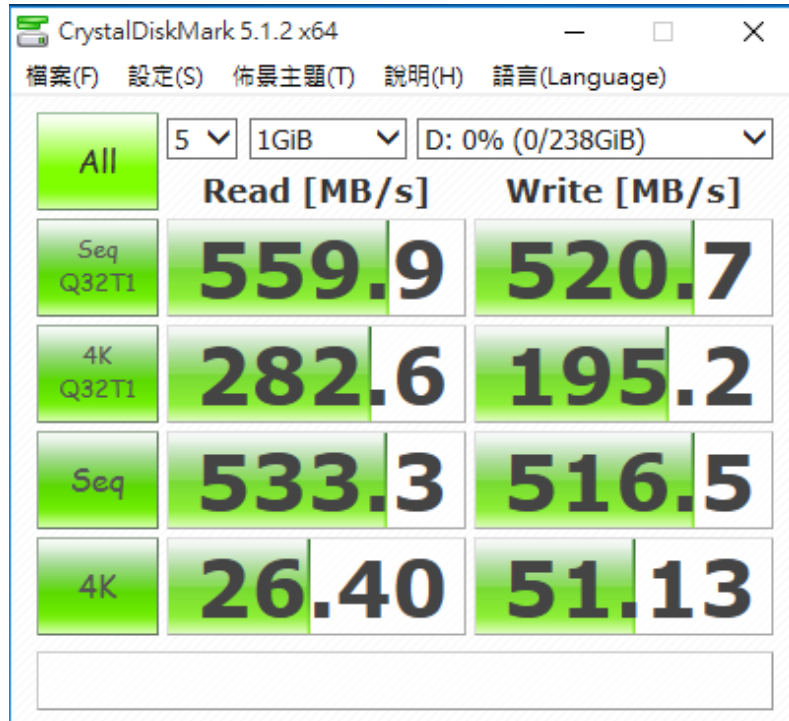 CrystalDiskMark 5.1.2 x64
檔案(F) 設定(S) 佈景主題(T) 說明(H) 語言(Language)
All 5 1GiB D: 0% (0/238GiB)
Read [MB/s] Write [MB/s]
Seq Q32T1 559.9 520.7
4K Q32T1 282.6 195.2
Seq 533.3 516.5
4K 26.40 51.13